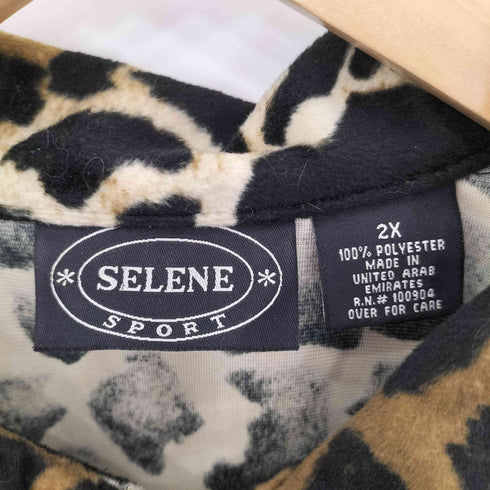 * SELENE *
SPORT
2X
100% POLYESTER
MADE IN
UNITED ARAB
EMIRATES
R.N.# 100904
OVER FOR CARE